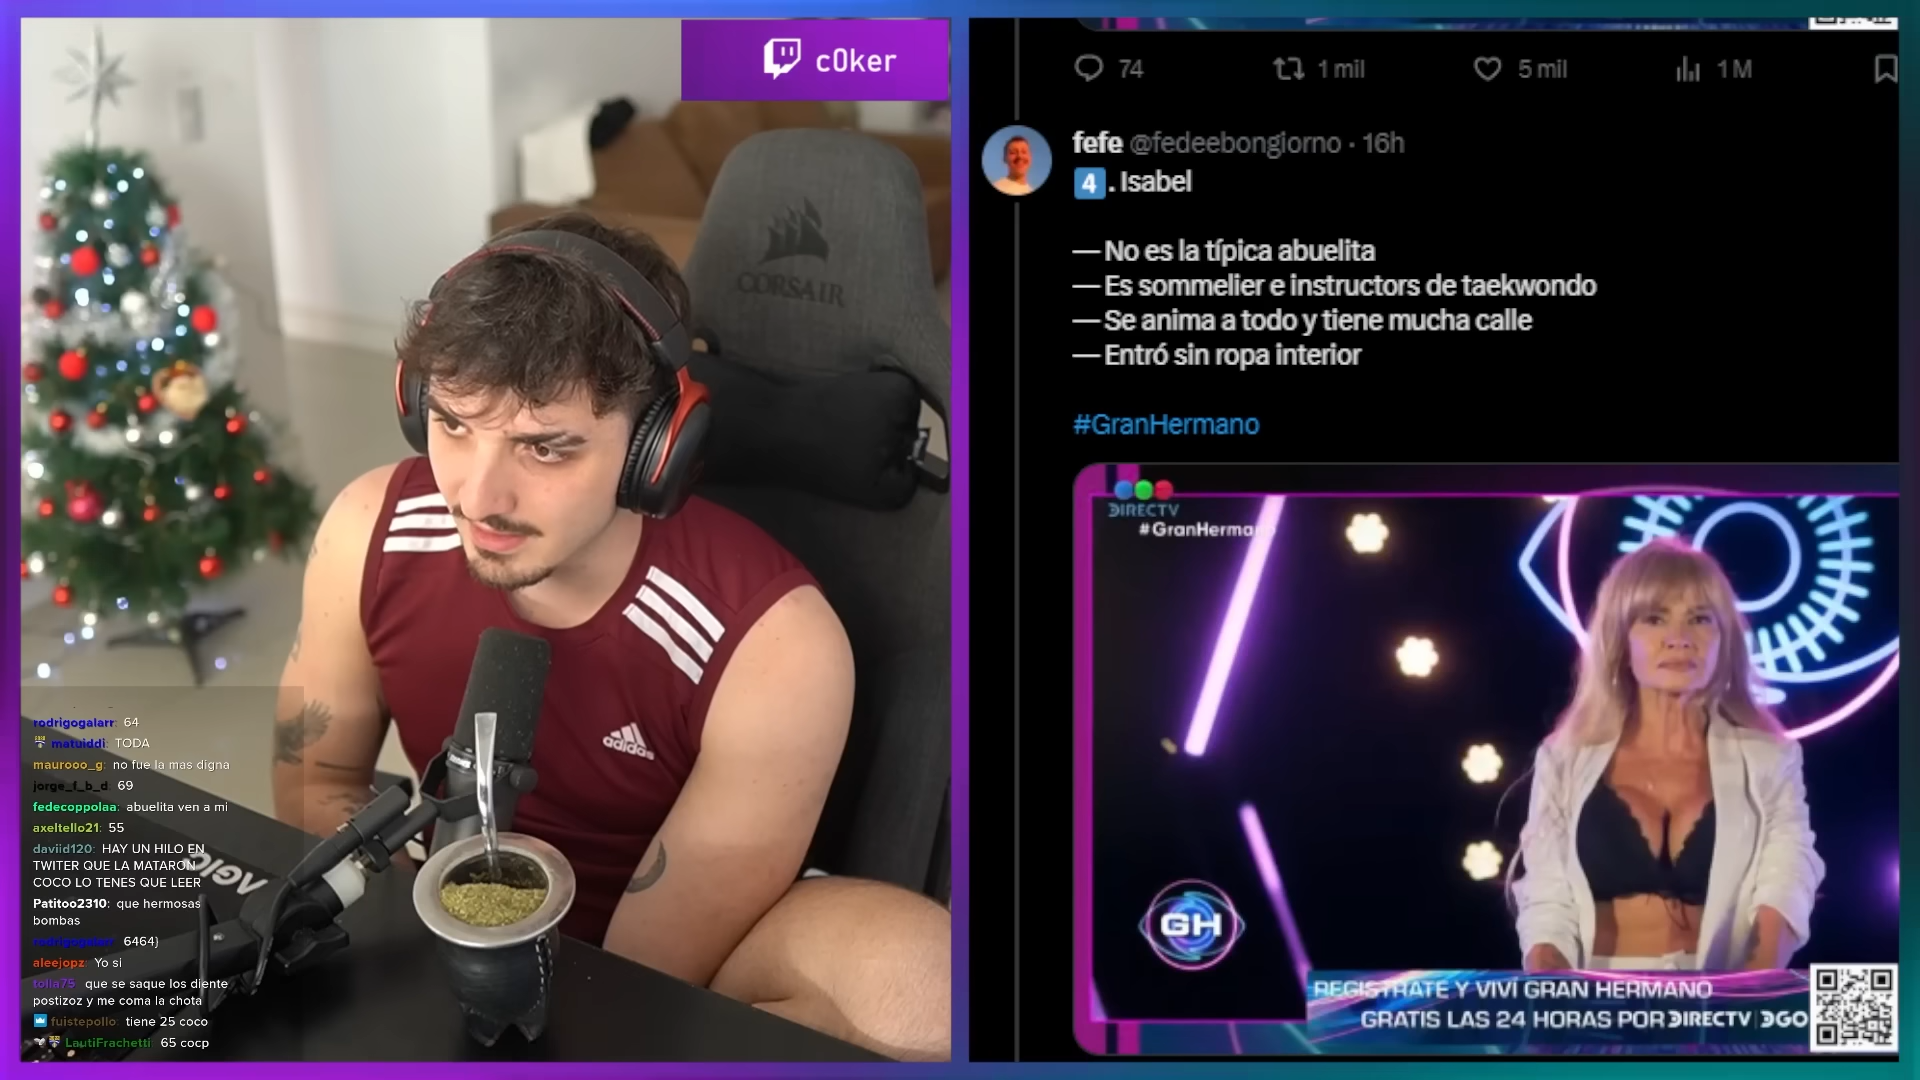 c0ker
CORSAIR
adidas
rodrigogalarr: 64
matuiddi: TODA
maurooo_g: no fue la mas digna
jorge_f_b_d: 69
fedecoppolaa: abuelita ven a mi
axeltello21: 55
daviid120: HAY UN HILO EN
TWITER QUE LA MATARON
COCO LO TENES QUE LEER
Patitoo2310: que hermosas
bombas
rodrigogalarr: 6464}
aleejopz: Yo si
tolla75: que se saque los diente
postizoz y me coma la chota
fuistepollo: tiene 25 coco
LautiFrachetti: 65 cocp
74 1 mil 5 mil 1 M
fefe @fedeebongiorno · 16h
4. Isabel
— No es la típica abuelita
— Es sommelier e instructors de taekwondo
— Se anima a todo y tiene mucha calle
— Entró sin ropa interior
#GranHermano
DIRECTV
#GranHermano
GH
REGISTRATE Y VIVÍ GRAN HERMANO
GRATIS LAS 24 HORAS POR DIRECTV DGO